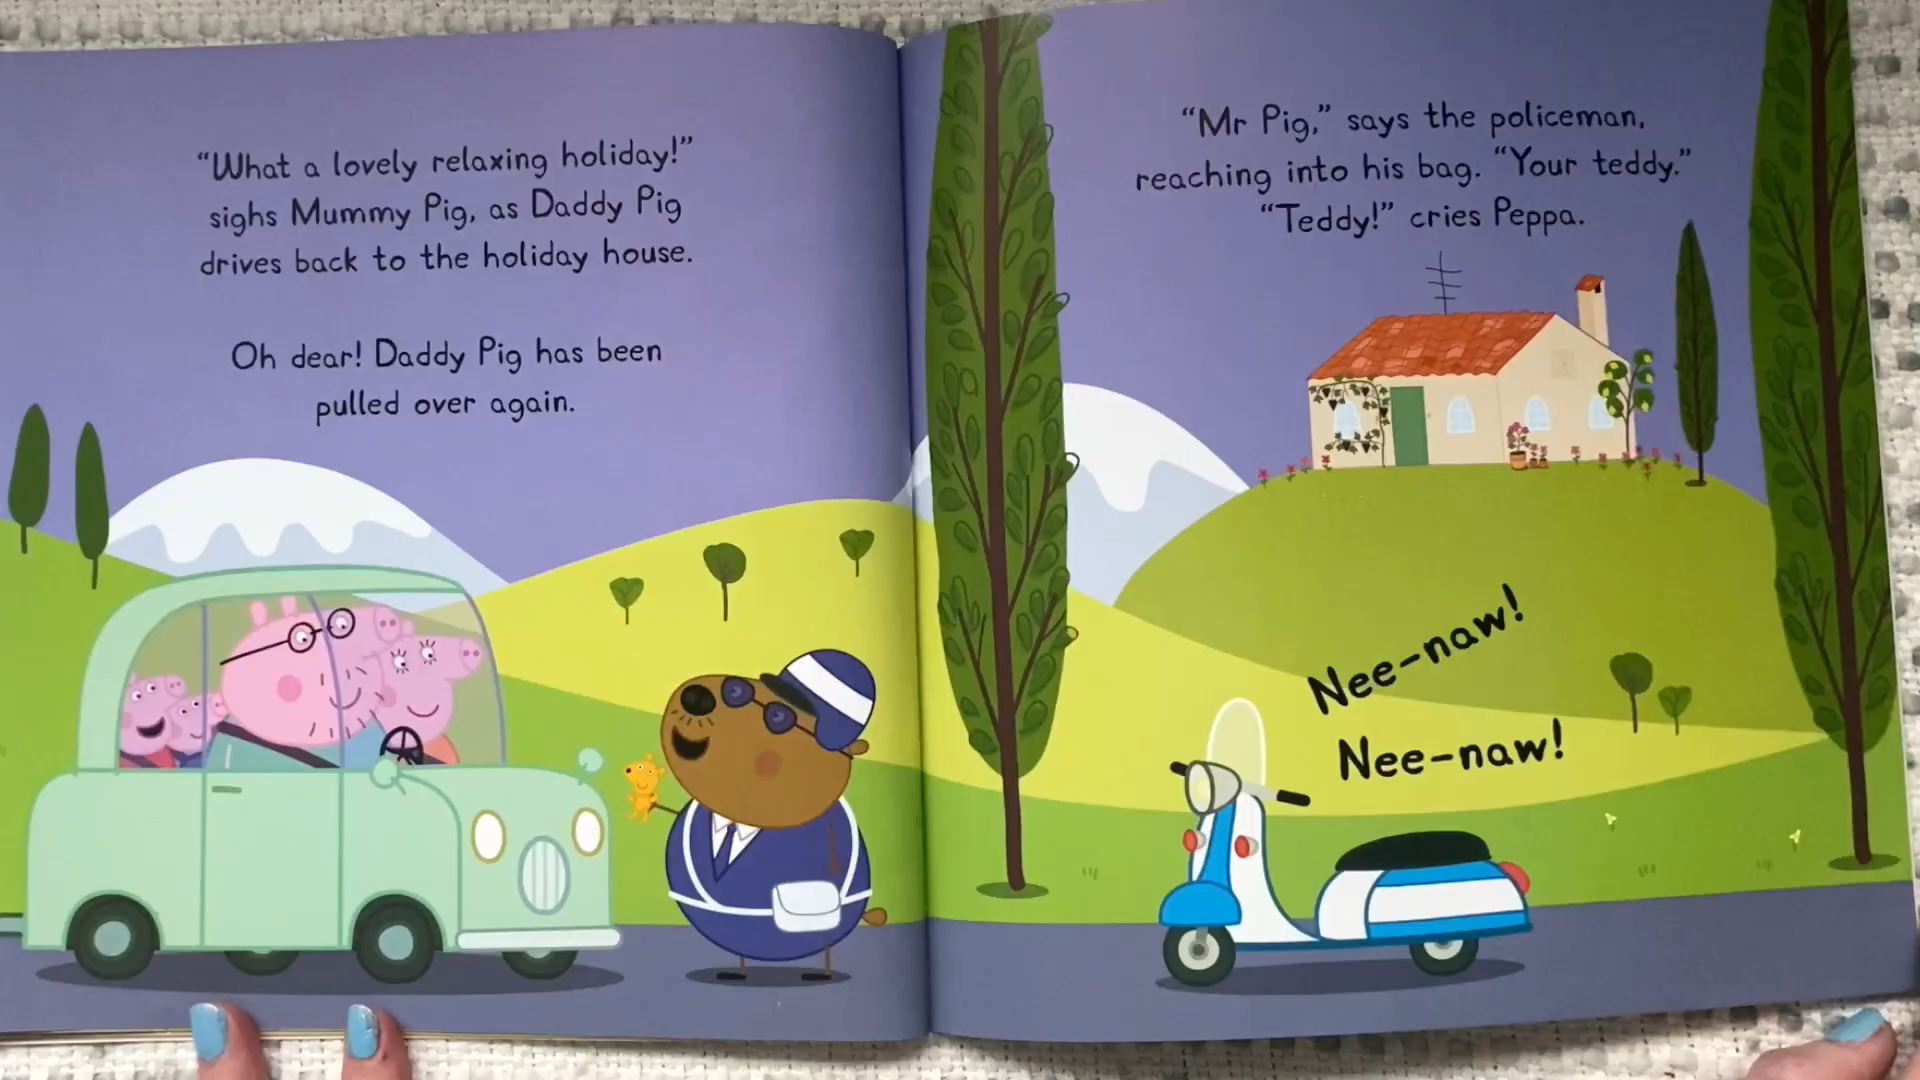 “What a lovely relaxing holiday!”
sighs Mummy Pig, as Daddy Pig
drives back to the holiday house.
Oh dear! Daddy Pig has been
pulled over again.
“Mr Pig,” says the policeman,
reaching into his bag. “Your teddy.”
“Teddy!” cries Peppa.
Nee-naw!
Nee-naw!